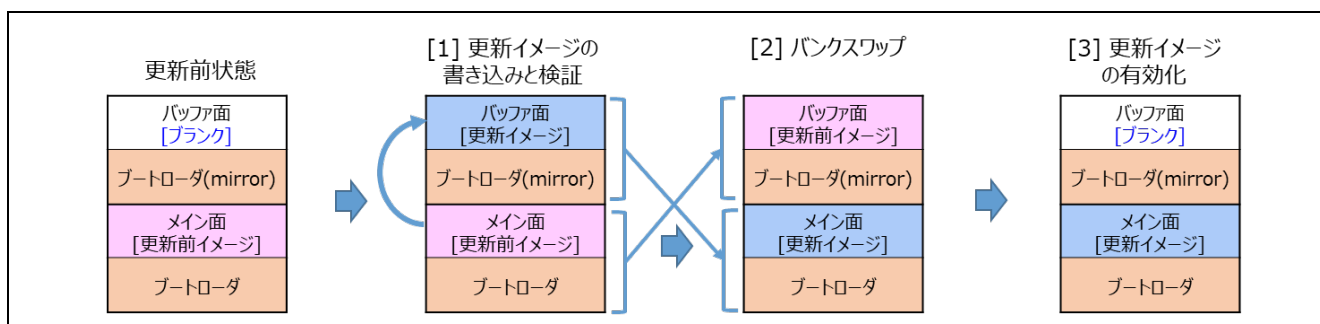 更新前状態
バッファ面
[ブランク]
ブートローダ(mirror)
メイン面
[更新前イメージ]
ブートローダ
[1] 更新イメージの
書き込みと検証
バッファ面
[更新イメージ]
ブートローダ(mirror)
メイン面
[更新前イメージ]
ブートローダ
[2] バンクスワップ
バッファ面
[更新前イメージ]
ブートローダ(mirror)
メイン面
[更新イメージ]
ブートローダ
[3] 更新イメージ
の有効化
バッファ面
[ブランク]
ブートローダ(mirror)
メイン面
[更新イメージ]
ブートローダ